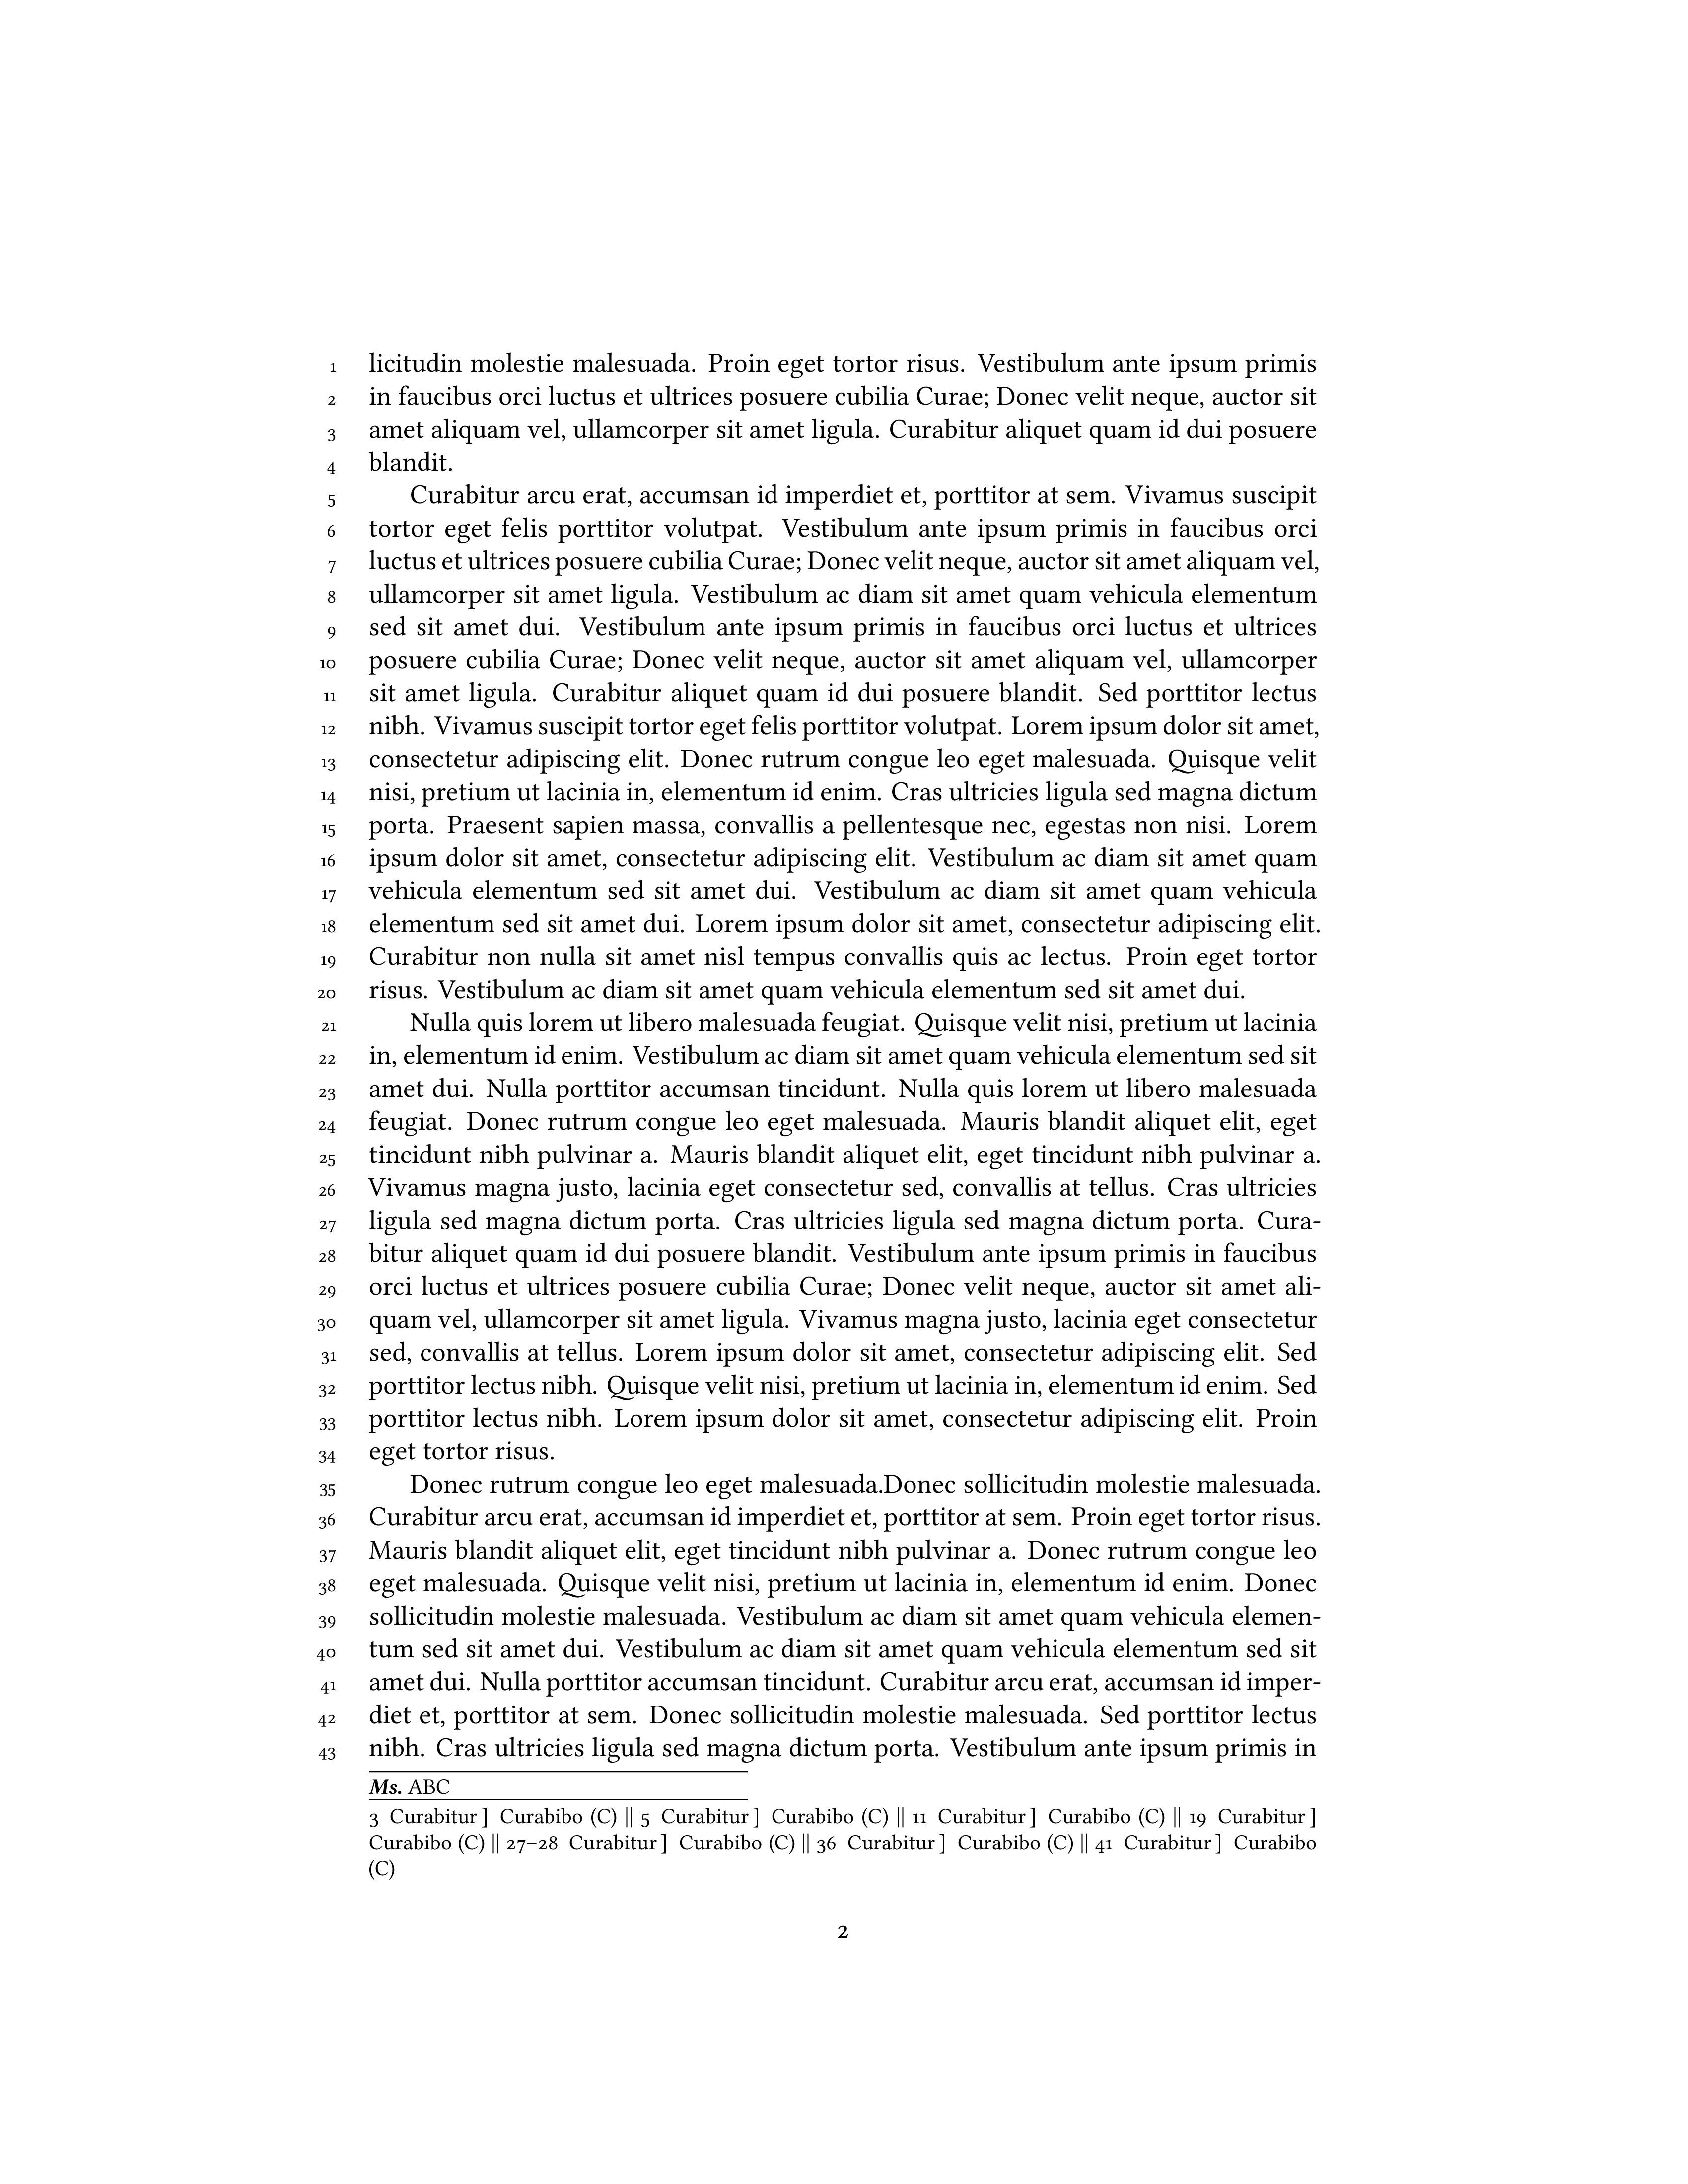 1 licitudin molestie malesuada. Proin eget tortor risus. Vestibulum ante ipsum primis
2 in faucibus orci luctus et ultrices posuere cubilia Curae; Donec velit neque, auctor sit
3 amet aliquam vel, ullamcorper sit amet ligula. Curabitur aliquet quam id dui posuere
4 blandit.
5 Curabitur arcu erat, accumsan id imperdiet et, porttitor at sem. Vivamus suscipit
6 tortor eget felis porttitor volutpat. Vestibulum ante ipsum primis in faucibus orci
7 luctus et ultrices posuere cubilia Curae; Donec velit neque, auctor sit amet aliquam vel,
8 ullamcorper sit amet ligula. Vestibulum ac diam sit amet quam vehicula elementum
9 sed sit amet dui. Vestibulum ante ipsum primis in faucibus orci luctus et ultrices
10 posuere cubilia Curae; Donec velit neque, auctor sit amet aliquam vel, ullamcorper
11 sit amet ligula. Curabitur aliquet quam id dui posuere blandit. Sed porttitor lectus
12 nibh. Vivamus suscipit tortor eget felis porttitor volutpat. Lorem ipsum dolor sit amet,
13 consectetur adipiscing elit. Donec rutrum congue leo eget malesuada. Quisque velit
14 nisi, pretium ut lacinia in, elementum id enim. Cras ultricies ligula sed magna dictum
15 porta. Praesent sapien massa, convallis a pellentesque nec, egestas non nisi. Lorem
16 ipsum dolor sit amet, consectetur adipiscing elit. Vestibulum ac diam sit amet quam
17 vehicula elementum sed sit amet dui. Vestibulum ac diam sit amet quam vehicula
18 elementum sed sit amet dui. Lorem ipsum dolor sit amet, consectetur adipiscing elit.
19 Curabitur non nulla sit amet nisl tempus convallis quis ac lectus. Proin eget tortor
20 risus. Vestibulum ac diam sit amet quam vehicula elementum sed sit amet dui.
21 Nulla quis lorem ut libero malesuada feugiat. Quisque velit nisi, pretium ut lacinia
22 in, elementum id enim. Vestibulum ac diam sit amet quam vehicula elementum sed sit
23 amet dui. Nulla porttitor accumsan tincidunt. Nulla quis lorem ut libero malesuada
24 feugiat. Donec rutrum congue leo eget malesuada. Mauris blandit aliquet elit, eget
25 tincidunt nibh pulvinar a. Mauris blandit aliquet elit, eget tincidunt nibh pulvinar a.
26 Vivamus magna justo, lacinia eget consectetur sed, convallis at tellus. Cras ultricies
27 ligula sed magna dictum porta. Cras ultricies ligula sed magna dictum porta. Cura-
28 bitur aliquet quam id dui posuere blandit. Vestibulum ante ipsum primis in faucibus
29 orci luctus et ultrices posuere cubilia Curae; Donec velit neque, auctor sit amet ali-
30 quam vel, ullamcorper sit amet ligula. Vivamus magna justo, lacinia eget consectetur
31 sed, convallis at tellus. Lorem ipsum dolor sit amet, consectetur adipiscing elit. Sed
32 porttitor lectus nibh. Quisque velit nisi, pretium ut lacinia in, elementum id enim. Sed
33 porttitor lectus nibh. Lorem ipsum dolor sit amet, consectetur adipiscing elit. Proin
34 eget tortor risus.
35 Donec rutrum congue leo eget malesuada.Donec sollicitudin molestie malesuada.
36 Curabitur arcu erat, accumsan id imperdiet et, porttitor at sem. Proin eget tortor risus.
37 Mauris blandit aliquet elit, eget tincidunt nibh pulvinar a. Donec rutrum congue leo
38 eget malesuada. Quisque velit nisi, pretium ut lacinia in, elementum id enim. Donec
39 sollicitudin molestie malesuada. Vestibulum ac diam sit amet quam vehicula elemen-
40 tum sed sit amet dui. Vestibulum ac diam sit amet quam vehicula elementum sed sit
41 amet dui. Nulla porttitor accumsan tincidunt. Curabitur arcu erat, accumsan id imper-
42 diet et, porttitor at sem. Donec sollicitudin molestie malesuada. Sed porttitor lectus
43 nibh. Cras ultricies ligula sed magna dictum porta. Vestibulum ante ipsum primis in
Ms. ABC
3 Curabitur ] Curabibo (C) || 5 Curabitur ] Curabibo (C) || 11 Curabitur ] Curabibo (C) || 19 Curabitur ]
Curabibo (C) || 27–28 Curabitur ] Curabibo (C) || 36 Curabitur ] Curabibo (C) || 41 Curabitur ] Curabibo
(C)
2